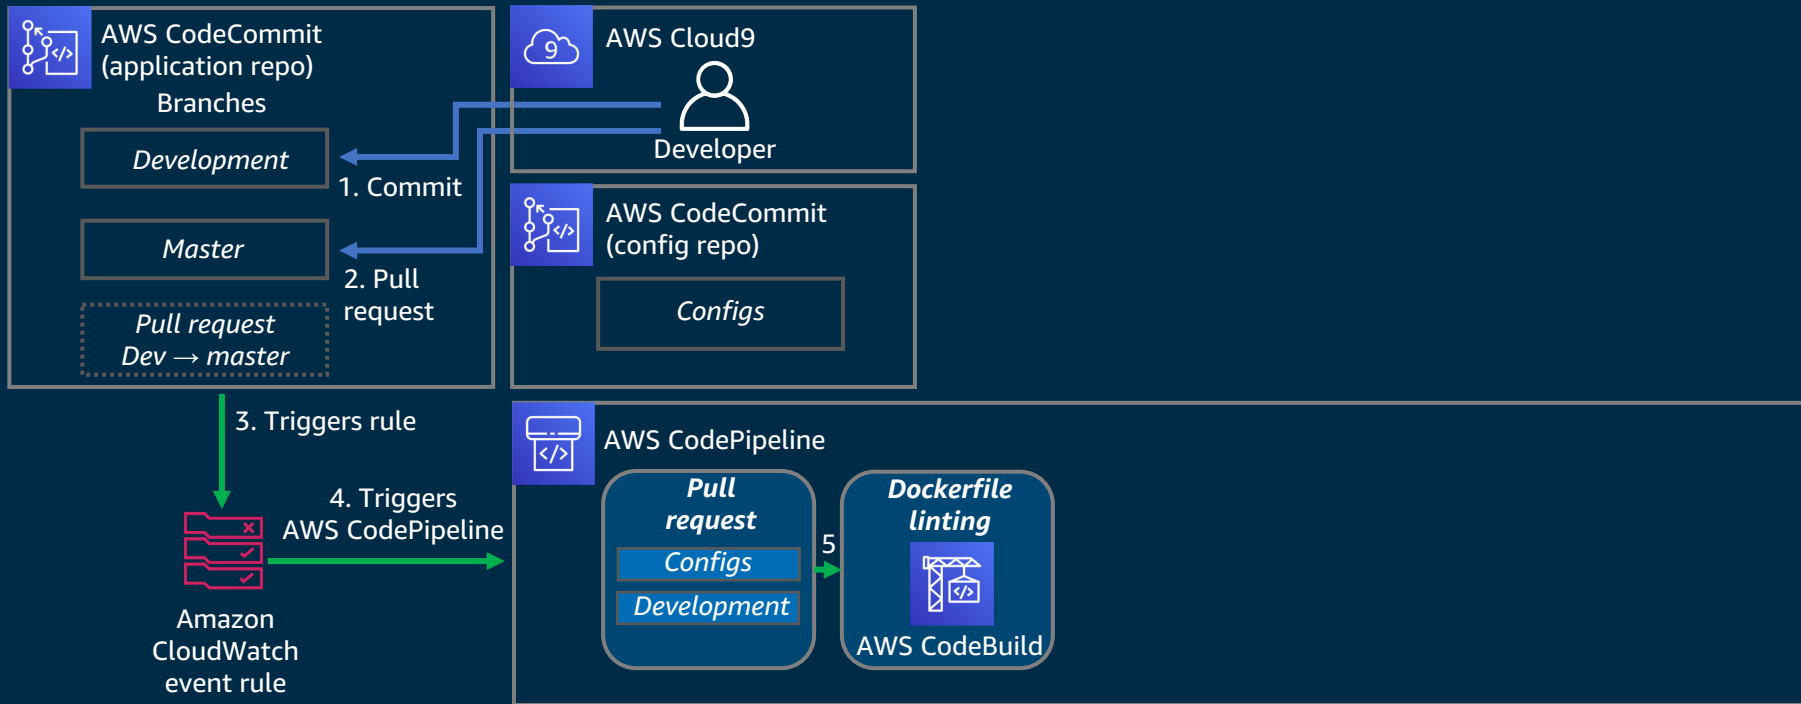 AWS CodeCommit
(application repo)
Branches
Development
Master
Pull request
Dev → master
9
AWS Cloud9
Developer
1. Commit
2. Pull
request
AWS CodeCommit
(config repo)
Configs
3. Triggers rule
4. Triggers
AWS CodePipeline
Amazon
CloudWatch
event rule
AWS CodePipeline
Pull
request
Configs
Development
5
Dockerfile
linting
AWS CodeBuild